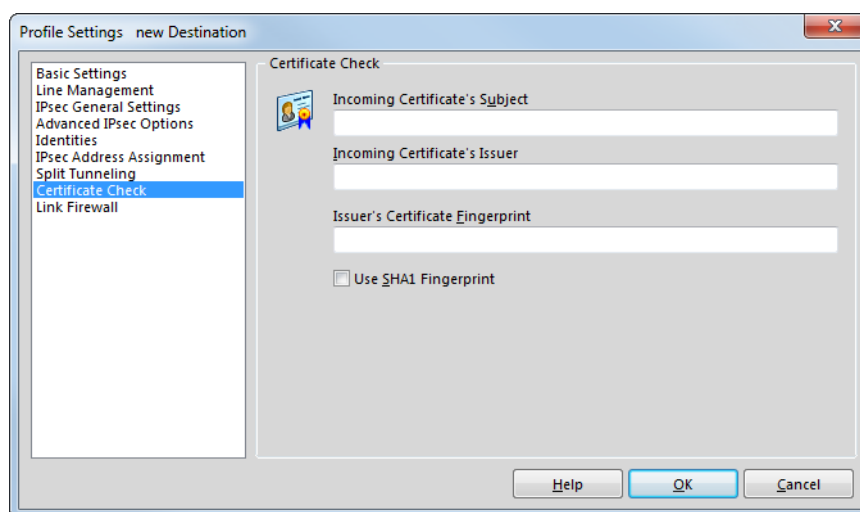 Profile Settings new Destination
X
Basic Settings
Line Management
IPsec General Settings
Advanced IPsec Options
Identities
IPsec Address Assignment
Split Tunneling
Certificate Check
Link Firewall
Certificate Check
Incoming Certificate's Subject
Incoming Certificate's Issuer
Issuer's Certificate Fingerprint
Use SHA1 Fingerprint
Help
OK
Cancel